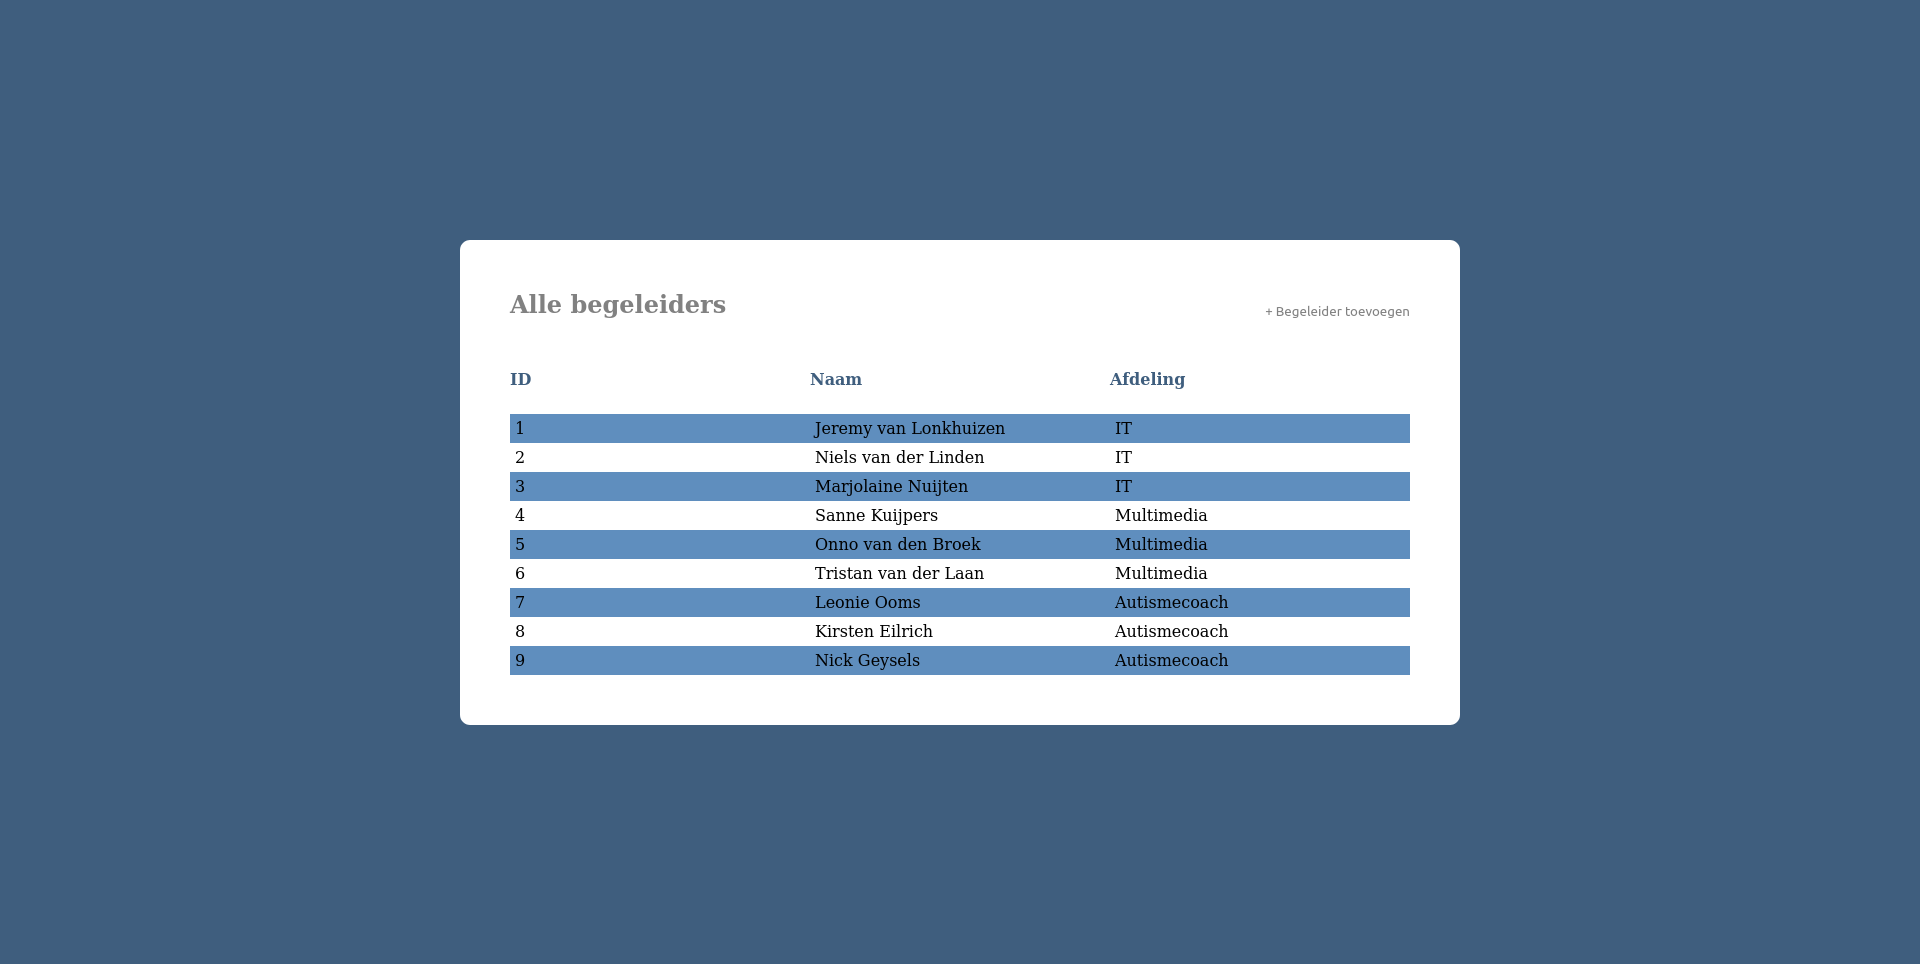 Alle begeleiders
+ Begeleider toevoegen
ID Naam Afdeling
1 Jeremy van Lonkhuizen IT
2 Niels van der Linden IT
3 Marjolaine Nuijten IT
4 Sanne Kuijpers Multimedia
5 Onno van den Broek Multimedia
6 Tristan van der Laan Multimedia
7 Leonie Ooms Autismecoach
8 Kirsten Eilrich Autismecoach
9 Nick Geysels Autismecoach